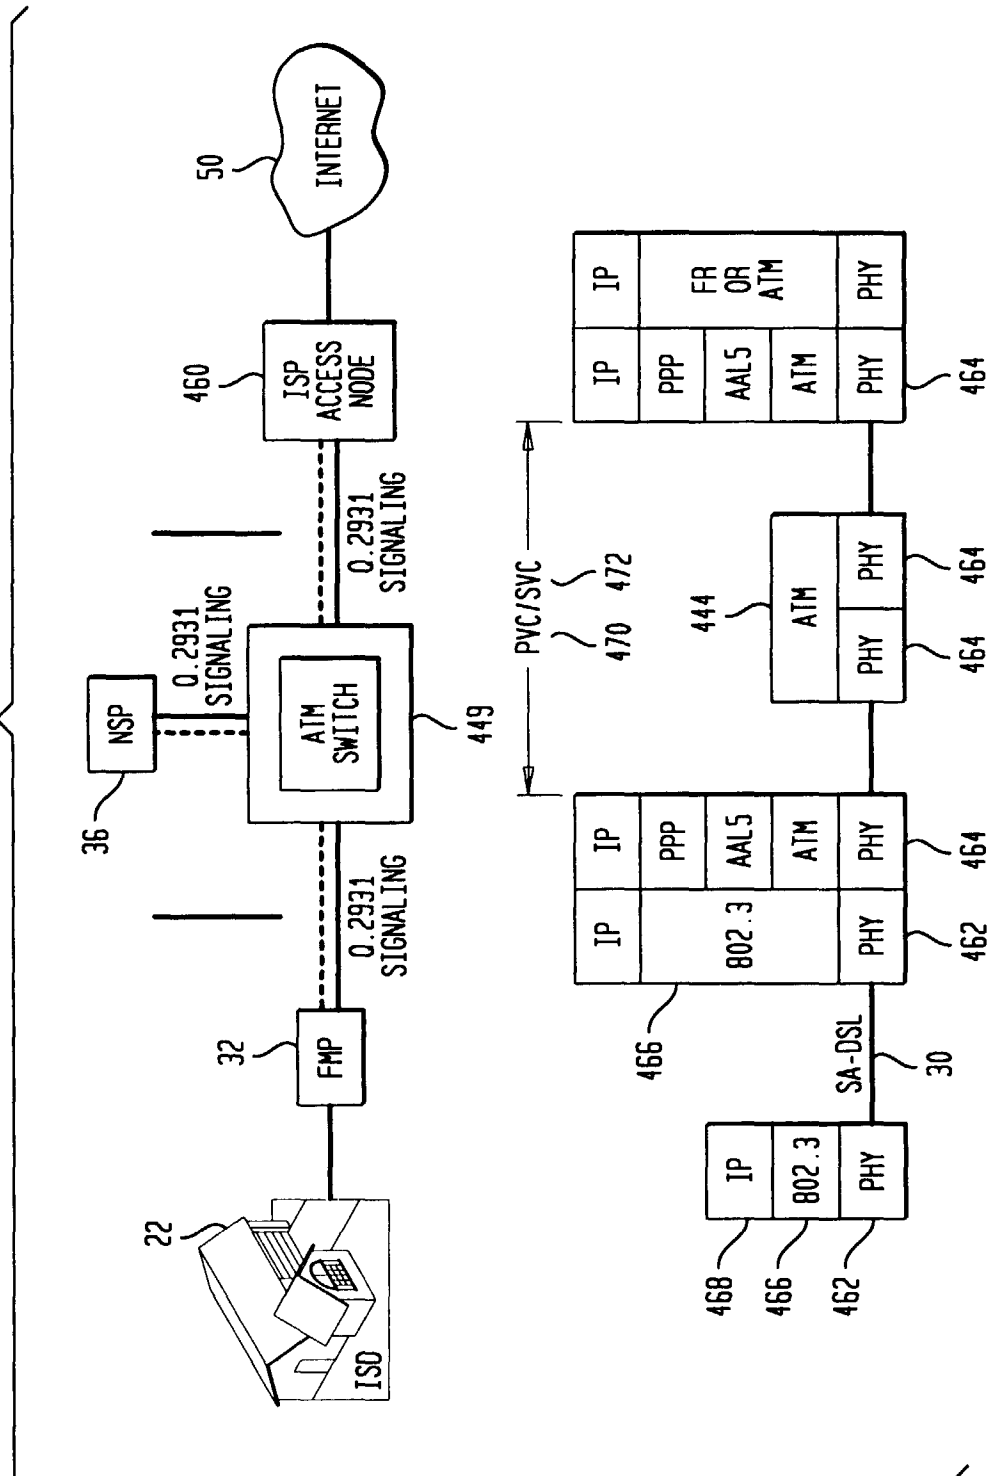 22
ISD
32
FMP
Q.2931
SIGNALING
36
NSP
Q.2931
SIGNALING
ATM
SWITCH
449
Q.2931
SIGNALING
460
ISP
ACCESS
NODE
50
INTERNET
PVC/SVC
470
472
468
466
462
IP
802.3
PHY
SA-DSL
30
466
IP
802.3
PHY
462
IP
PPP
AAL5
ATM
PHY
464
444
ATM
PHY
PHY
464
464
IP
PPP
AAL5
ATM
PHY
464
IP
FR
OR
ATM
PHY